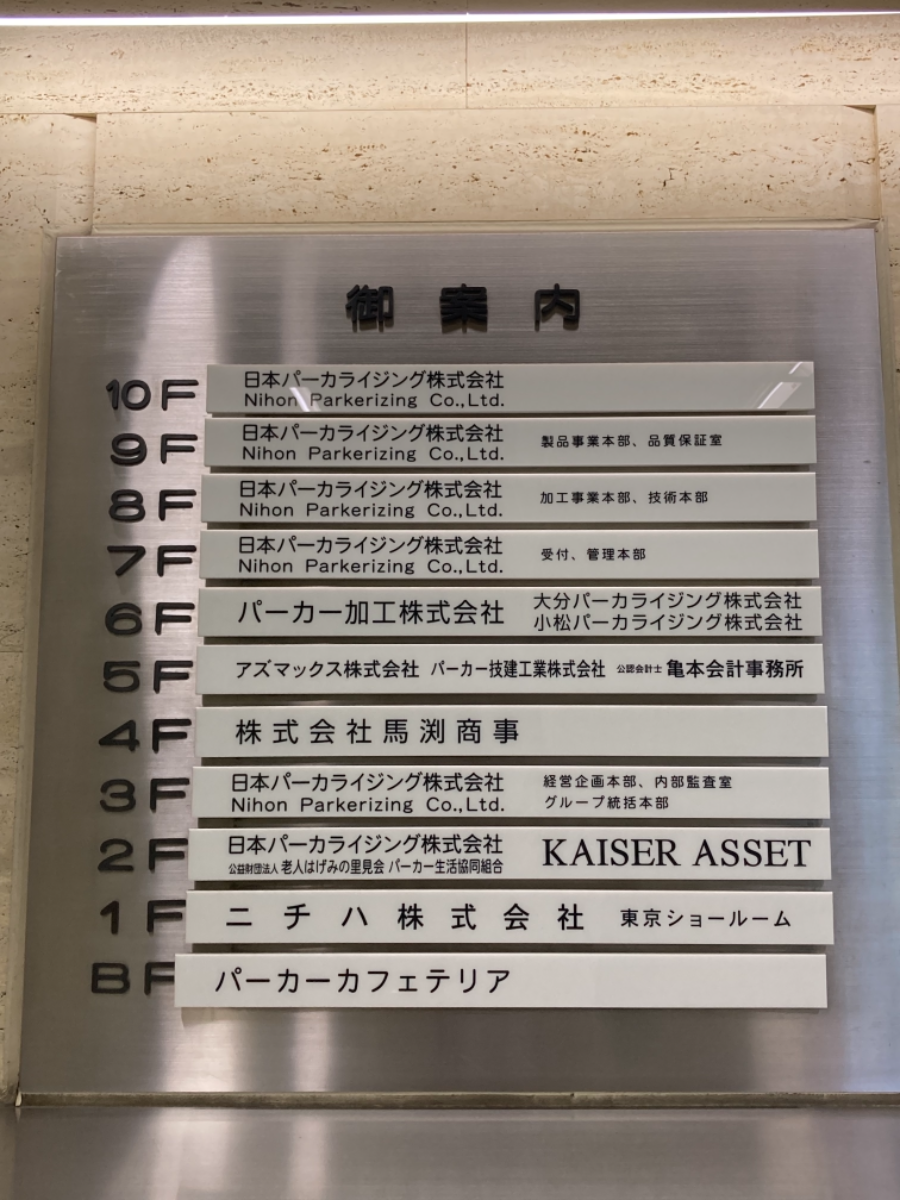 御案内
10F 日本パーカライジング株式会社
Nihon Parkerizing Co.,Ltd.
9F 日本パーカライジング株式会社 製品事業本部、品質保証室
Nihon Parkerizing Co.,Ltd.
8F 日本パーカライジング株式会社 加工事業本部、技術本部
Nihon Parkerizing Co.,Ltd.
7F 日本パーカライジング株式会社 受付、管理本部
Nihon Parkerizing Co.,Ltd.
6F パーカー加工株式会社 大分パーカライジング株式会社
小松パーカライジング株式会社
5F アズマックス株式会社 パーカー技建工業株式会社 公認会計士 亀本会計事務所
4F 株式会社馬渕商事
3F 日本パーカライジング株式会社 経営企画本部、内部監査室
Nihon Parkerizing Co.,Ltd. グループ統括本部
2F 日本パーカライジング株式会社 KAISER ASSET
公益財団法人 老人はげみの里見会 パーカー生活協同組合
1F ニチハ株式会社 東京ショールーム
BF パーカーカフェテリア